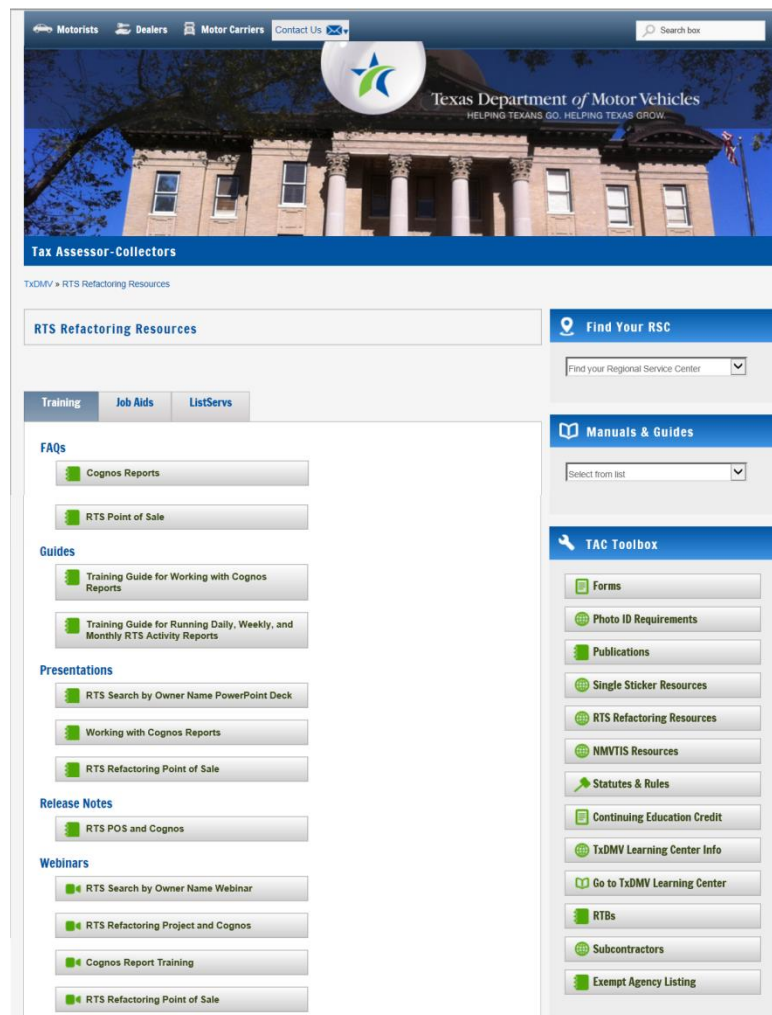 Motorists
Dealers
Motor Carriers
Contact Us
Search box
Texas Department of Motor Vehicles
HELPING TEXANS GO. HELPING TEXAS GROW.
Tax Assessor-Collectors
TxDMV » RTS Refactoring Resources
RTS Refactoring Resources
Training
Job Aids
ListServs
FAQs
Cognos Reports
RTS Point of Sale
Guides
Training Guide for Working with Cognos
Reports
Training Guide for Running Daily, Weekly, and
Monthly RTS Activity Reports
Presentations
RTS Search by Owner Name PowerPoint Deck
Working with Cognos Reports
RTS Refactoring Point of Sale
Release Notes
RTS POS and Cognos
Webinars
RTS Search by Owner Name Webinar
RTS Refactoring Project and Cognos
Cognos Report Training
RTS Refactoring Point of Sale
Find Your RSC
Find your Regional Service Center
Manuals & Guides
Select from list
TAC Toolbox
Forms
Photo ID Requirements
Publications
Single Sticker Resources
RTS Refactoring Resources
NMVTIS Resources
Statutes & Rules
Continuing Education Credit
TxDMV Learning Center Info
Go to TxDMV Learning Center
RTBs
Subcontractors
Exempt Agency Listing